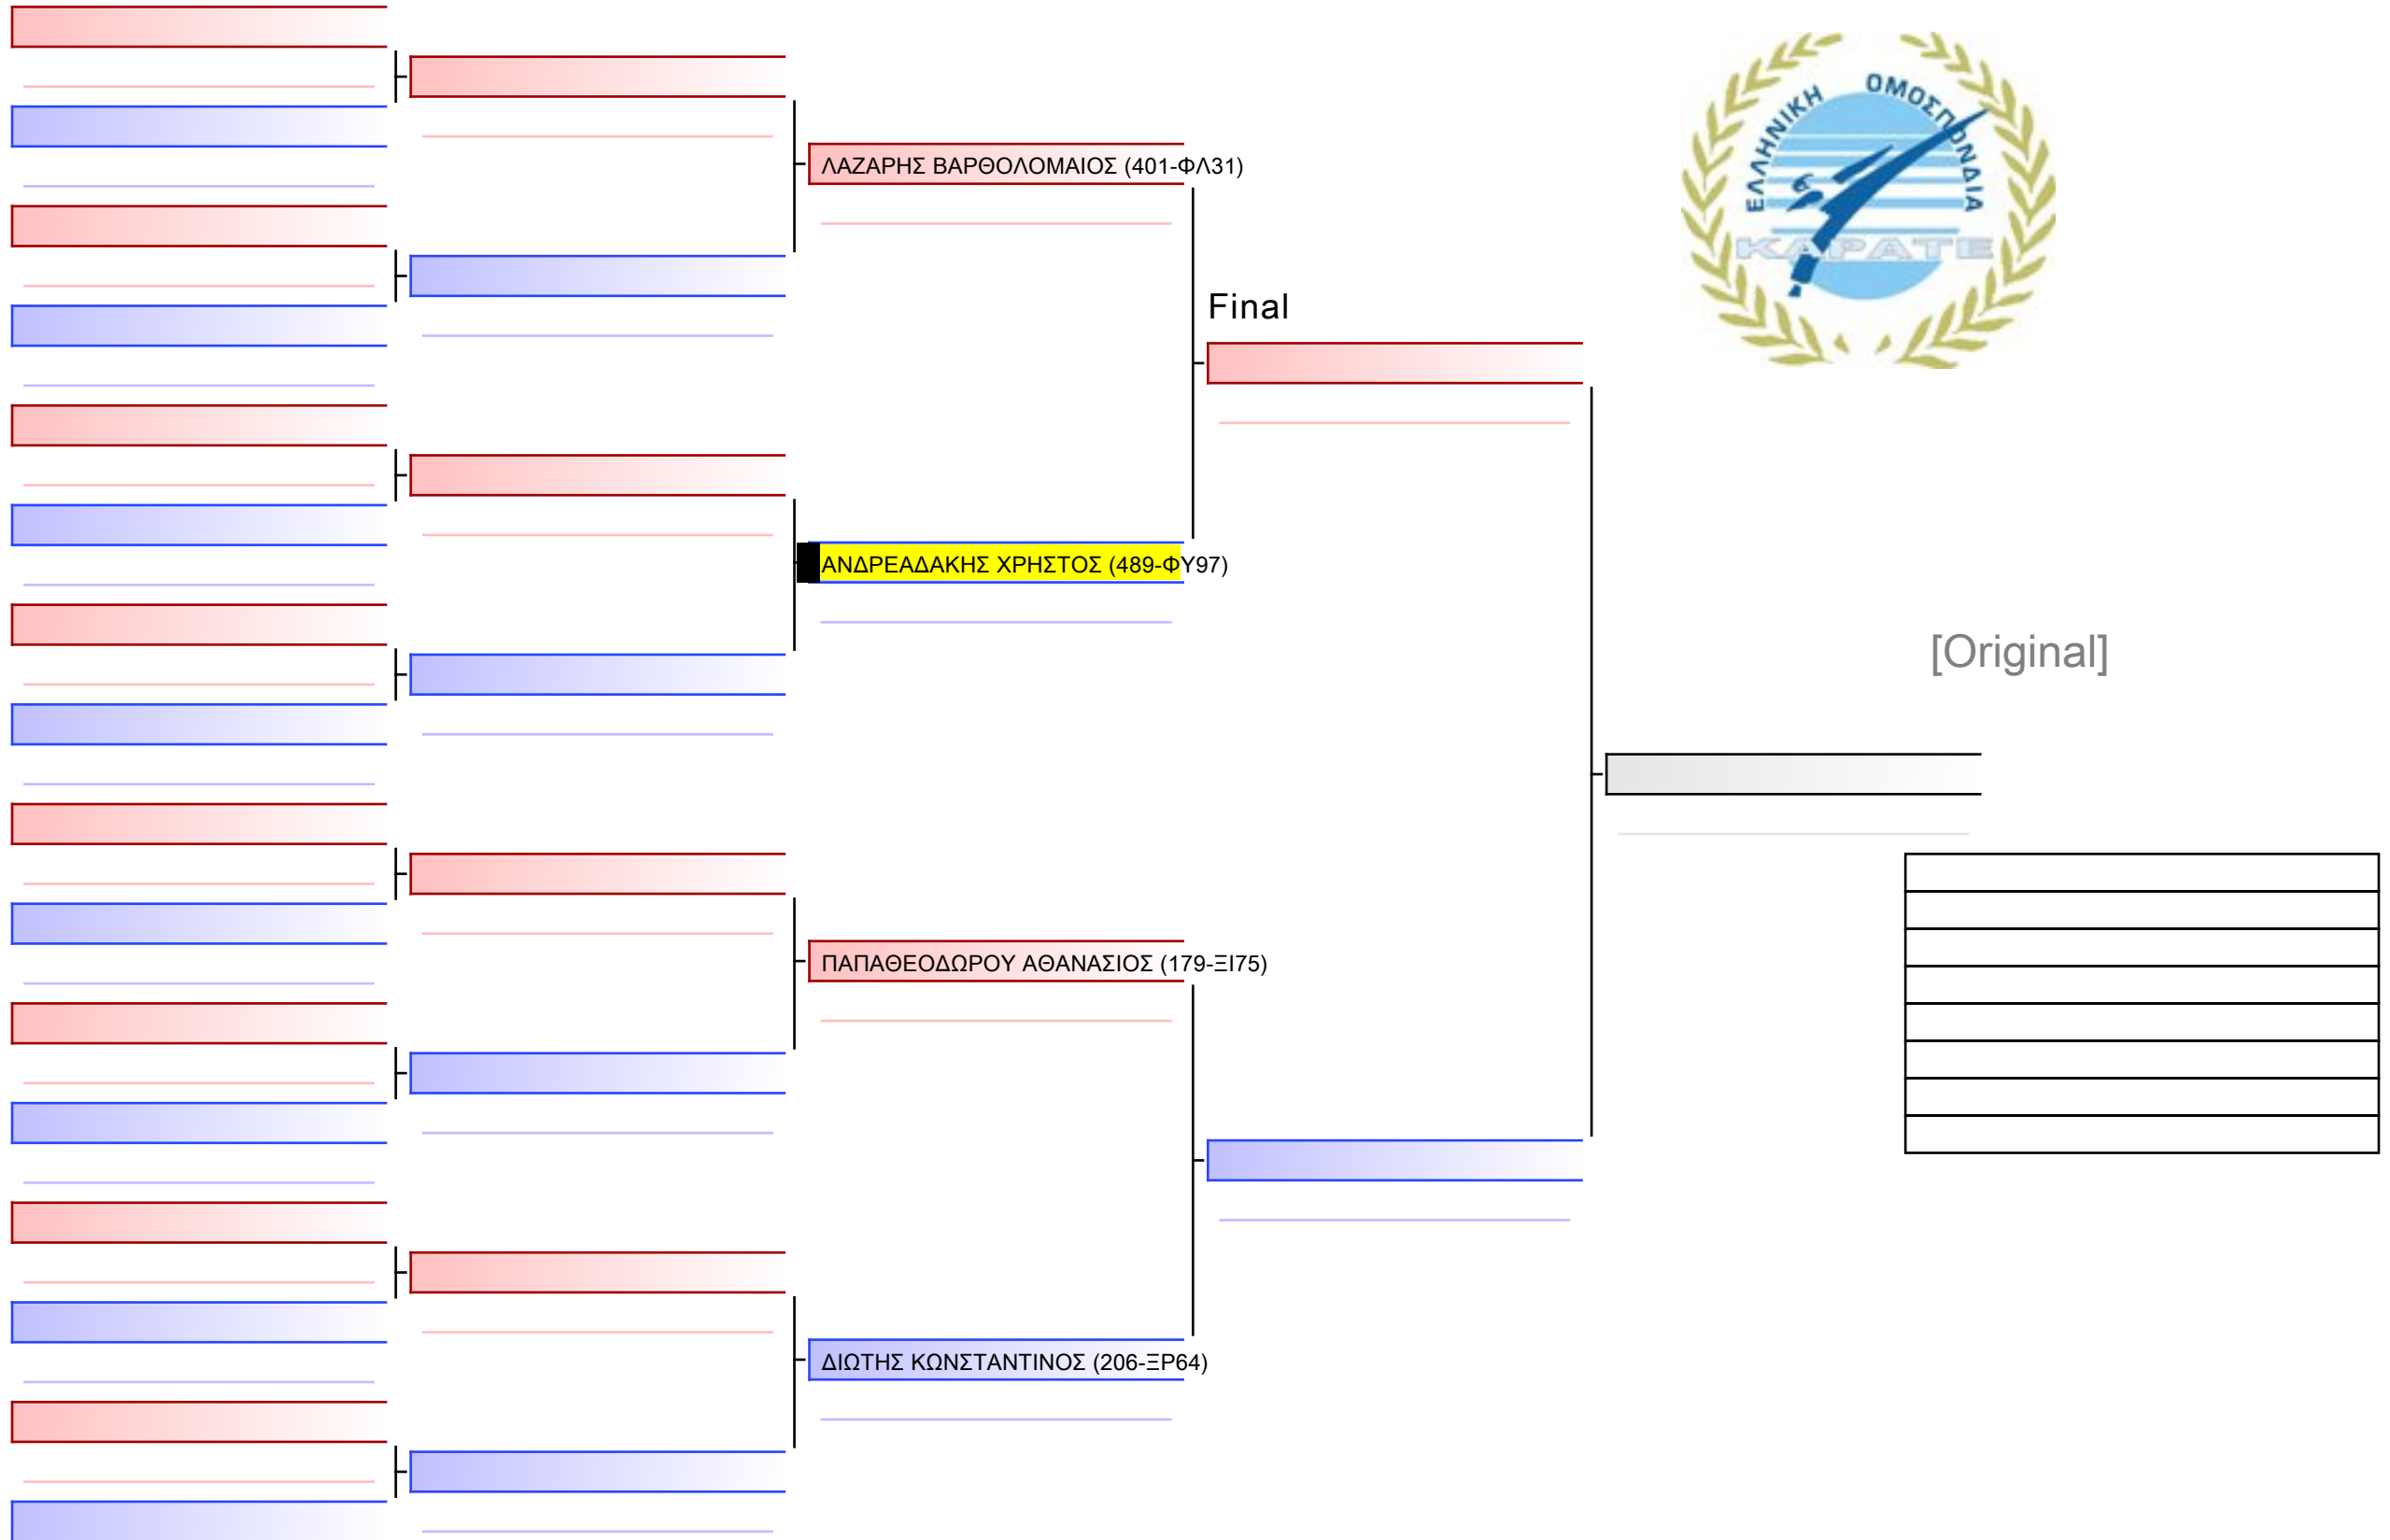 ΕΛΛΗΝΙΚΗ ΟΜΟΣΠΟΝΔΙΑ
ΚΑΡΑΤΕ
ΛΑΖΑΡΗΣ ΒΑΡΘΟΛΟΜΑΙΟΣ (401-ΦΛ31)
Final
ΑΝΔΡΕΑΔΑΚΗΣ ΧΡΗΣΤΟΣ (489-ΦΥ97)
[Original]
ΠΑΠΑΘΕΟΔΩΡΟΥ ΑΘΑΝΑΣΙΟΣ (179-ΞΙ75)
ΔΙΩΤΗΣ ΚΩΝΣΤΑΝΤΙΝΟΣ (206-ΞΡ64)